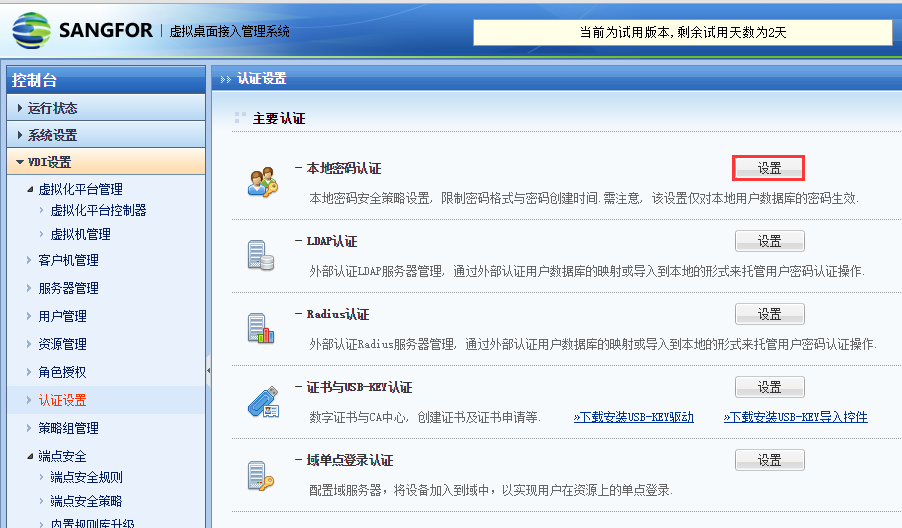 SANGFOR 虚拟桌面接入管理系统
当前为试用版本,剩余试用天数为2天
控制台
运行状态
系统设置
VDI设置
虚拟化平台管理
虚拟化平台控制器
虚拟机管理
客户机管理
服务器管理
用户管理
资源管理
角色授权
认证设置
策略组管理
端点安全
端点安全规则
端点安全策略
内置规则库升级
认证设置
主要认证
- 本地密码认证 设置
本地密码安全策略设置, 限制密码格式与密码创建时间.需注意, 该设置仅对本地用户数据库的密码生效.
- LDAP认证 设置
外部认证LDAP服务器管理, 通过外部认证用户数据库的映射或导入到本地的形式来托管用户密码认证操作.
- Radius认证 设置
外部认证Radius服务器管理, 通过外部认证用户数据库的映射或导入到本地的形式来托管用户密码认证操作.
- 证书与USB-KEY认证 设置
数字证书与CA中心, 创建证书及证书申请等. »下载安装USB-KEY驱动 »下载安装USB-KEY导入控件
- 域单点登录认证 设置
配置域服务器, 将设备加入到域中, 以实现用户在资源上的单点登录.